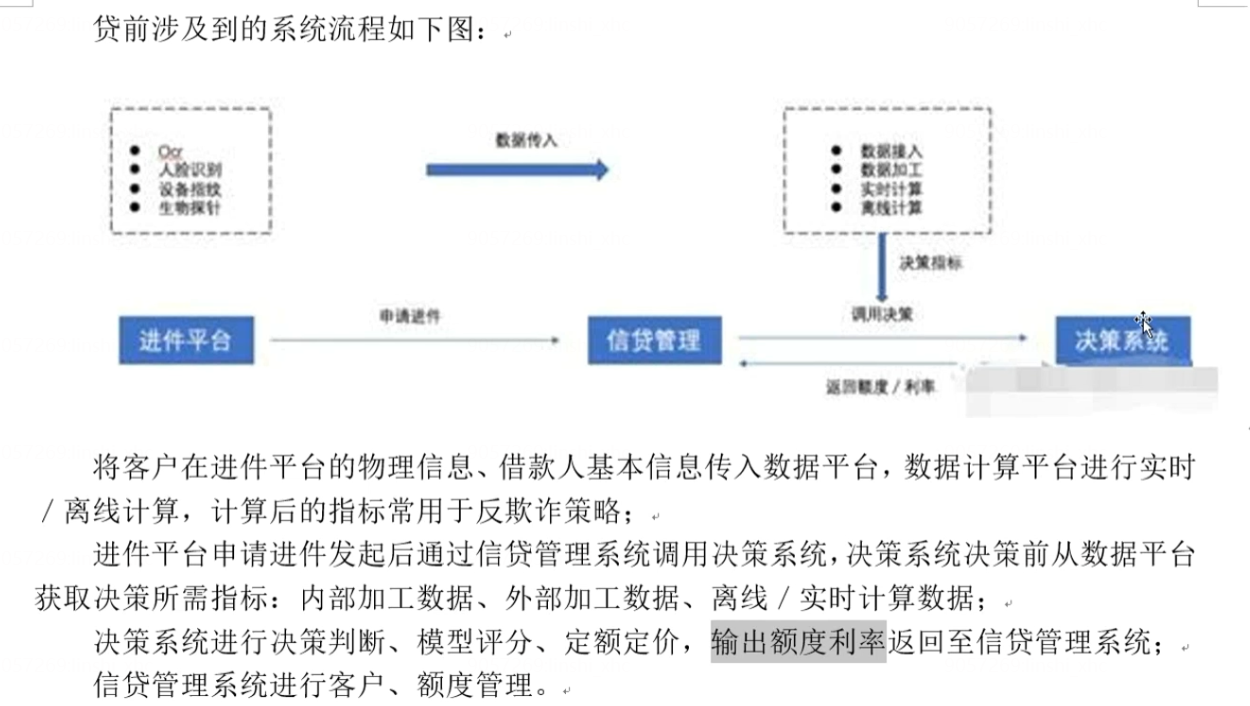 贷前涉及到的系统流程如下图：
Ocr
人脸识别
设备指纹
生物探针
数据传入
数据接入
数据加工
实时计算
离线计算
决策指标
进件平台
申请进件
信贷管理
调用决策
返回额度/利率
决策系统
将客户在进件平台的物理信息、借款人基本信息传入数据平台，数据计算平台进行实时
/离线计算，计算后的指标常用于反欺诈策略；
进件平台申请进件发起后通过信贷管理系统调用决策系统，决策系统决策前从数据平台
获取决策所需指标：内部加工数据、外部加工数据、离线/实时计算数据；
决策系统进行决策判断、模型评分、定额定价，输出额度利率返回至信贷管理系统；
信贷管理系统进行客户、额度管理。